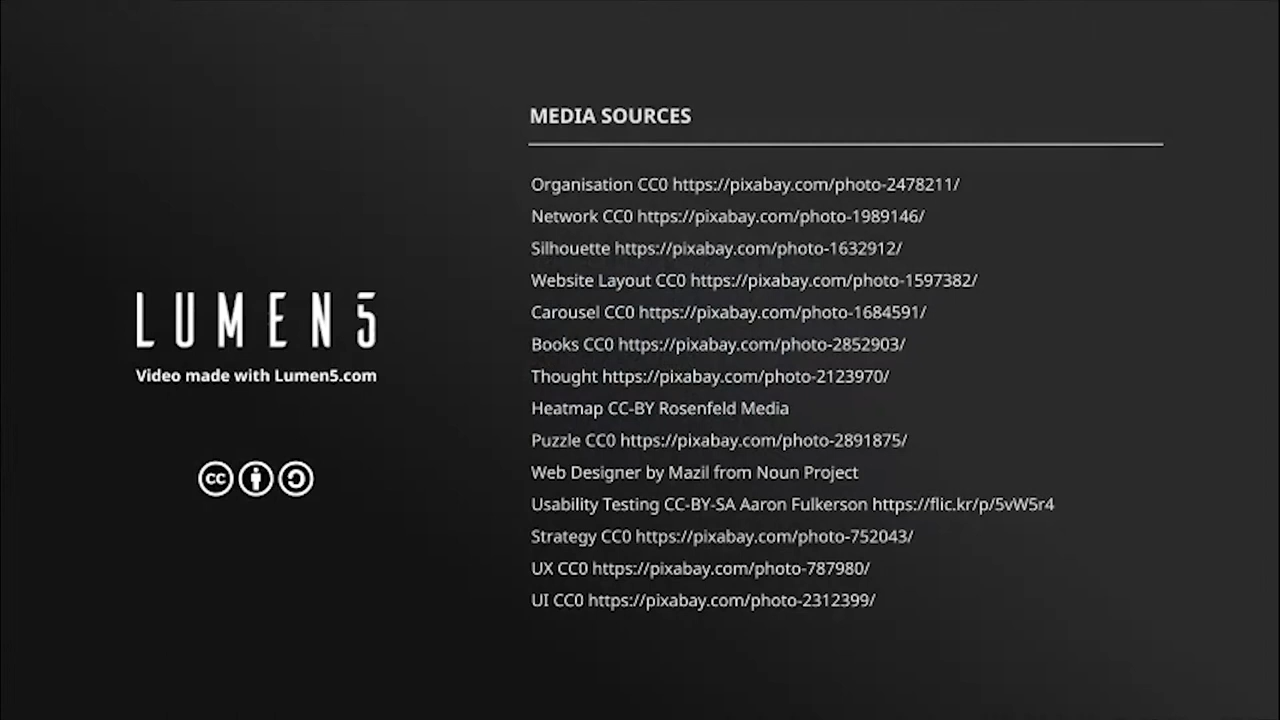 LUMEN5
Video made with Lumen5.com
cc
MEDIA SOURCES
Organisation CC0 https://pixabay.com/photo-2478211/
Network CC0 https://pixabay.com/photo-1989146/
Silhouette https://pixabay.com/photo-1632912/
Website Layout CC0 https://pixabay.com/photo-1597382/
Carousel CC0 https://pixabay.com/photo-1684591/
Books CC0 https://pixabay.com/photo-2852903/
Thought https://pixabay.com/photo-2123970/
Heatmap CC-BY Rosenfeld Media
Puzzle CC0 https://pixabay.com/photo-2891875/
Web Designer by Mazil from Noun Project
Usability Testing CC-BY-SA Aaron Fulkerson https://flic.kr/p/5vW5r4
Strategy CC0 https://pixabay.com/photo-752043/
UX CC0 https://pixabay.com/photo-787980/
UI CC0 https://pixabay.com/photo-2312399/